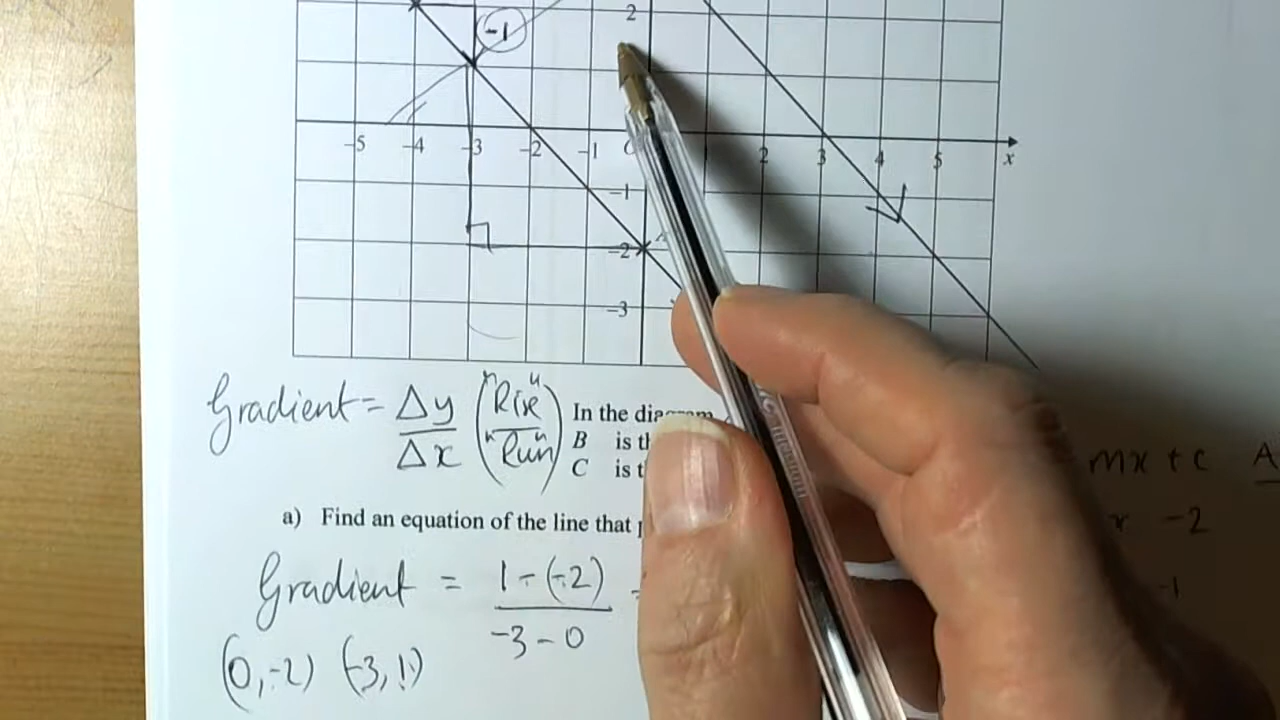 2
-1
-5 -4 -3 -2 -1 2 3 4 5 x
-1
-2
-3
Gradient = Δy/Δx ("Rise"/"Run")
In the diagram
B is th
C is t
mx + c A
a) Find an equation of the line that p
x -2
Gradient = 1-(-2)/-3-0
-1
(0,-2) (-3,1)